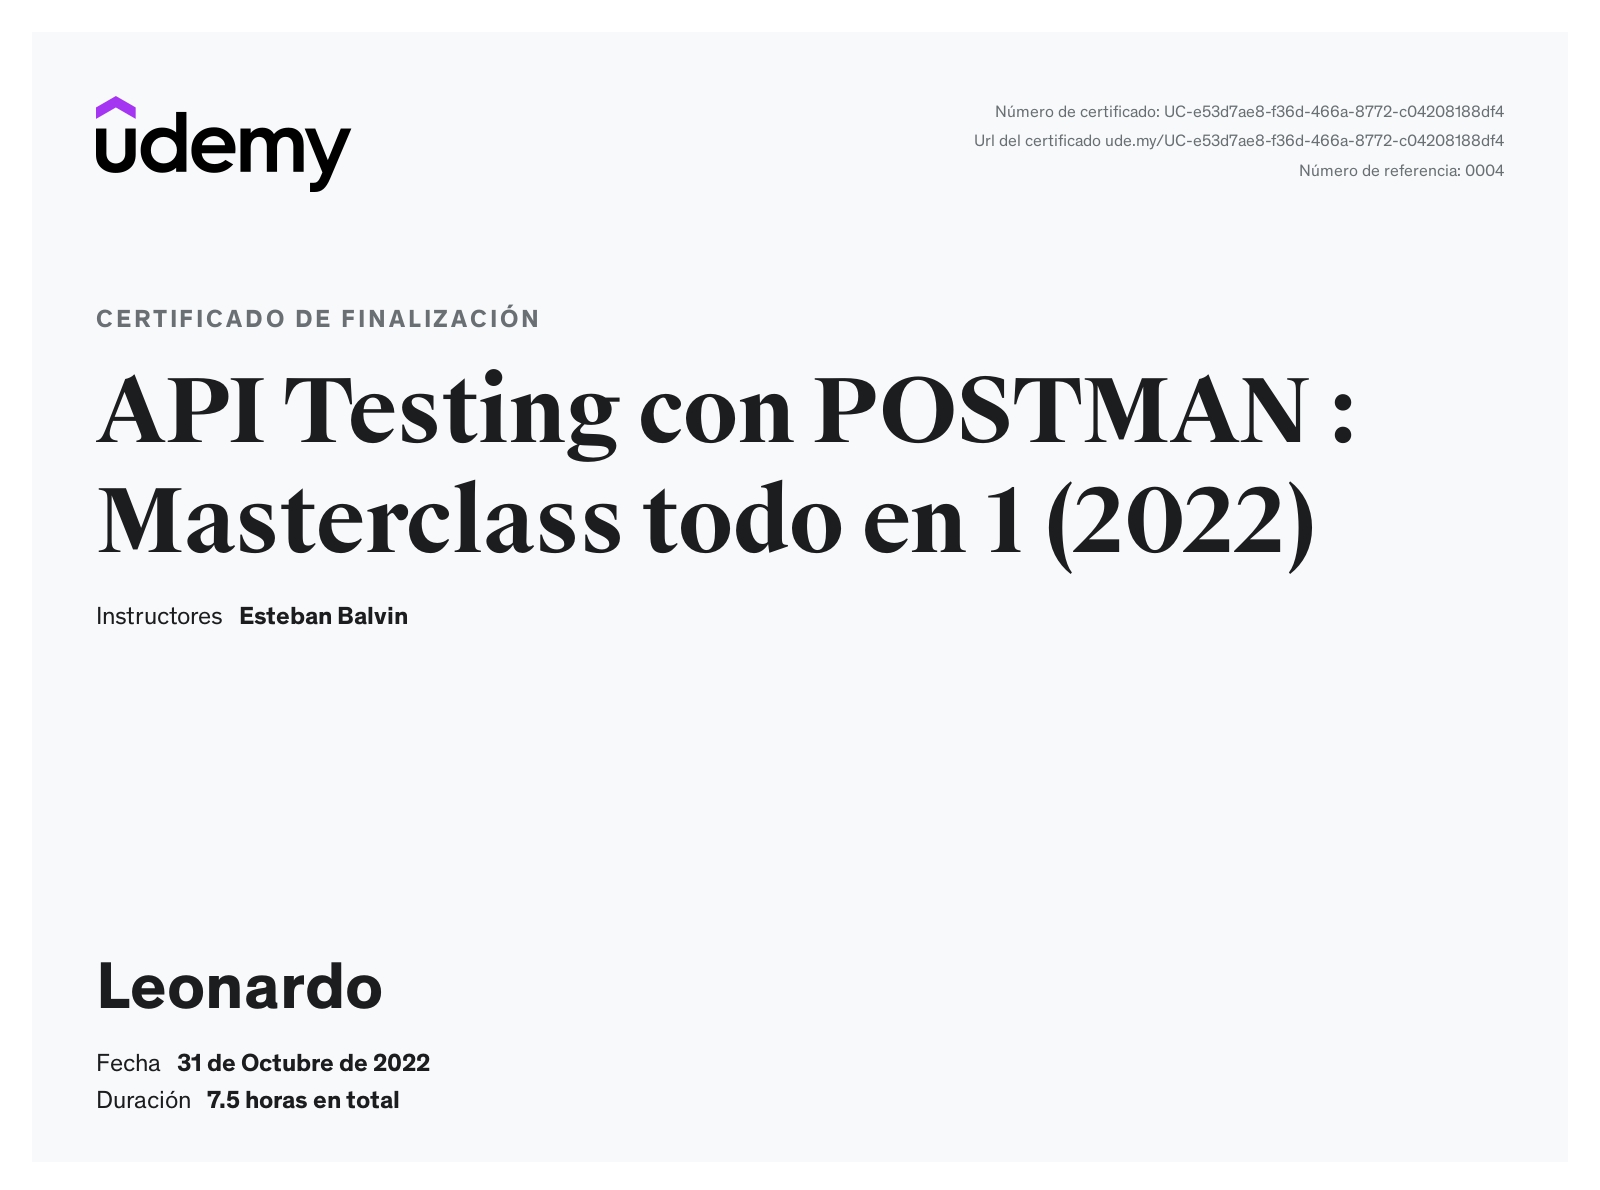 udemy
Número de certificado: UC-e53d7ae8-f36d-466a-8772-c04208188df4
Url del certificado ude.my/UC-e53d7ae8-f36d-466a-8772-c04208188df4
Número de referencia: 0004
CERTIFICADO DE FINALIZACIÓN
API Testing con POSTMAN :
Masterclass todo en 1 (2022)
Instructores Esteban Balvin
Leonardo
Fecha 31 de Octubre de 2022
Duración 7.5 horas en total